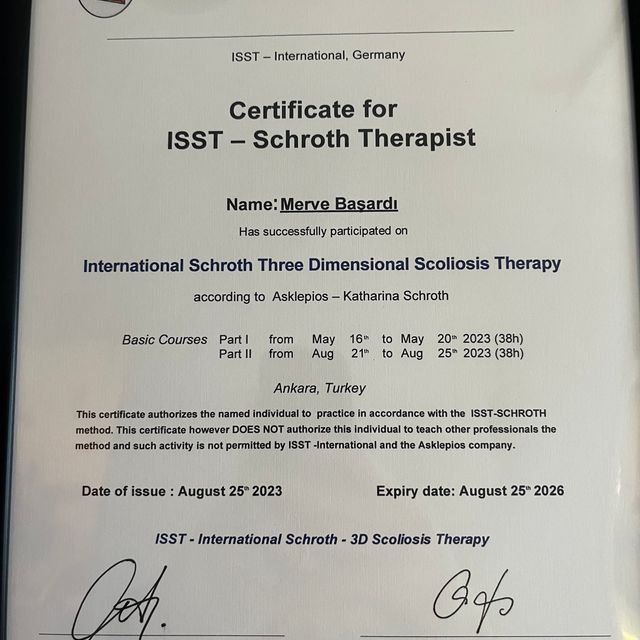 ISST – International, Germany
Certificate for
ISST – Schroth Therapist
Name: Merve Başardı
Has successfully participated on
International Schroth Three Dimensional Scoliosis Therapy
according to Asklepios – Katharina Schroth
Basic Courses Part I from May 16th to May 20th 2023 (38h)
Part II from Aug 21th to Aug 25th 2023 (38h)
Ankara, Turkey
This certificate authorizes the named individual to practice in accordance with the ISST-SCHROTH
method. This certificate however DOES NOT authorize this individual to teach other professionals the
method and such activity is not permitted by ISST -International and the Asklepios company.
Date of issue : August 25th 2023 Expiry date: August 25th 2026
ISST - International Schroth - 3D Scoliosis Therapy